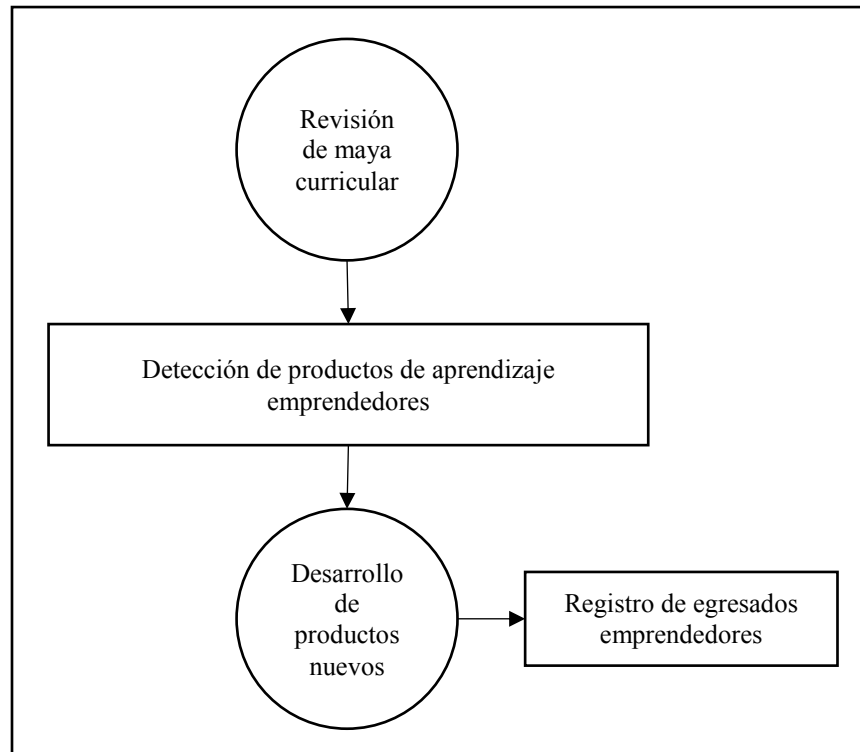 Revisión
de maya
curricular
Detección de productos de aprendizaje
emprendedores
Desarrollo
de
productos
nuevos
Registro de egresados
emprendedores